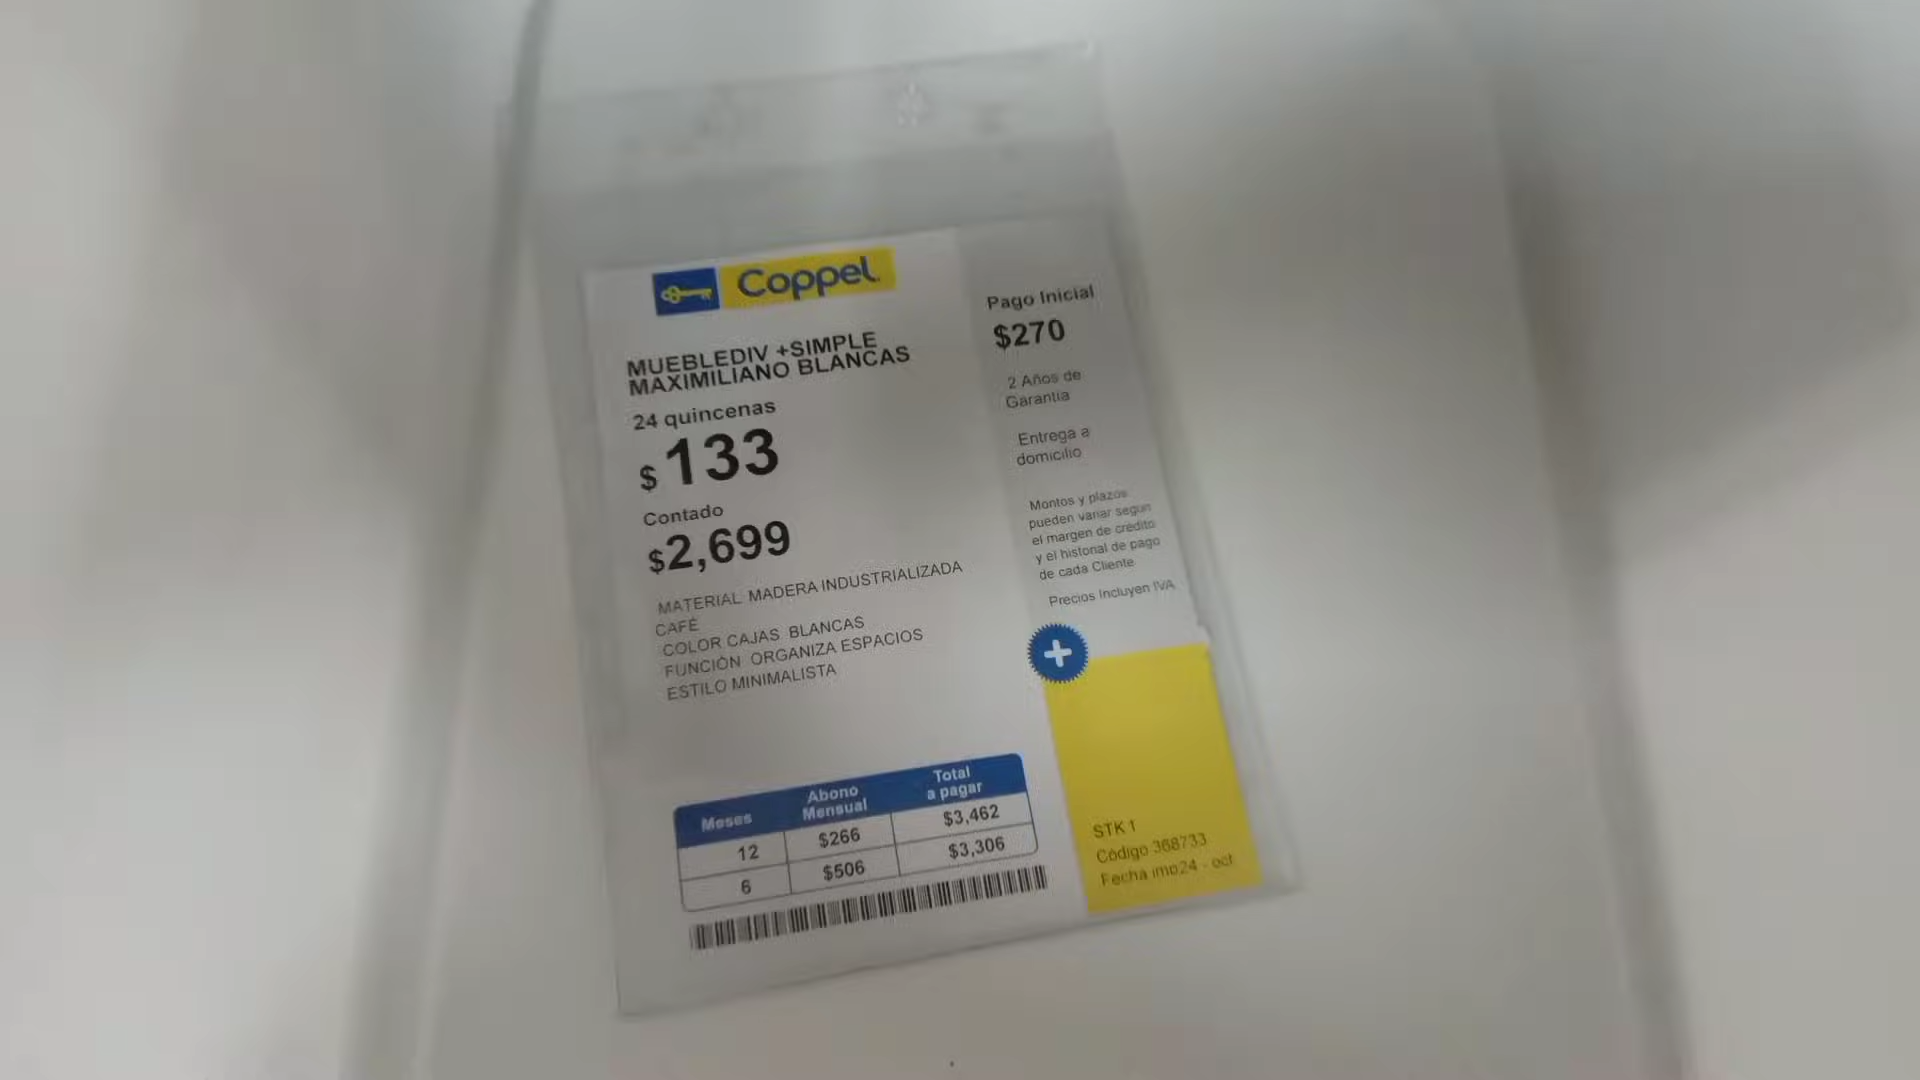 Coppel
MUEBLEDIV +SIMPLE
MAXIMILIANO BLANCAS
24 quincenas
$ 133
Contado
$2,699
MATERIAL MADERA INDUSTRIALIZADA
CAFÉ
COLOR CAJAS BLANCAS
FUNCIÓN ORGANIZA ESPACIOS
ESTILO MINIMALISTA
Pago Inicial
$270
2 Años de
Garantía
Entrega a
domicilio
Montos y plazos
pueden variar según
el margen de crédito
y el historial de pago
de cada Cliente
Precios Incluyen IVA
Meses Abono Mensual Total a pagar
12 $266 $3,462
6 $506 $3,306
STK 1
Código 368733
Fecha imp24 - oct